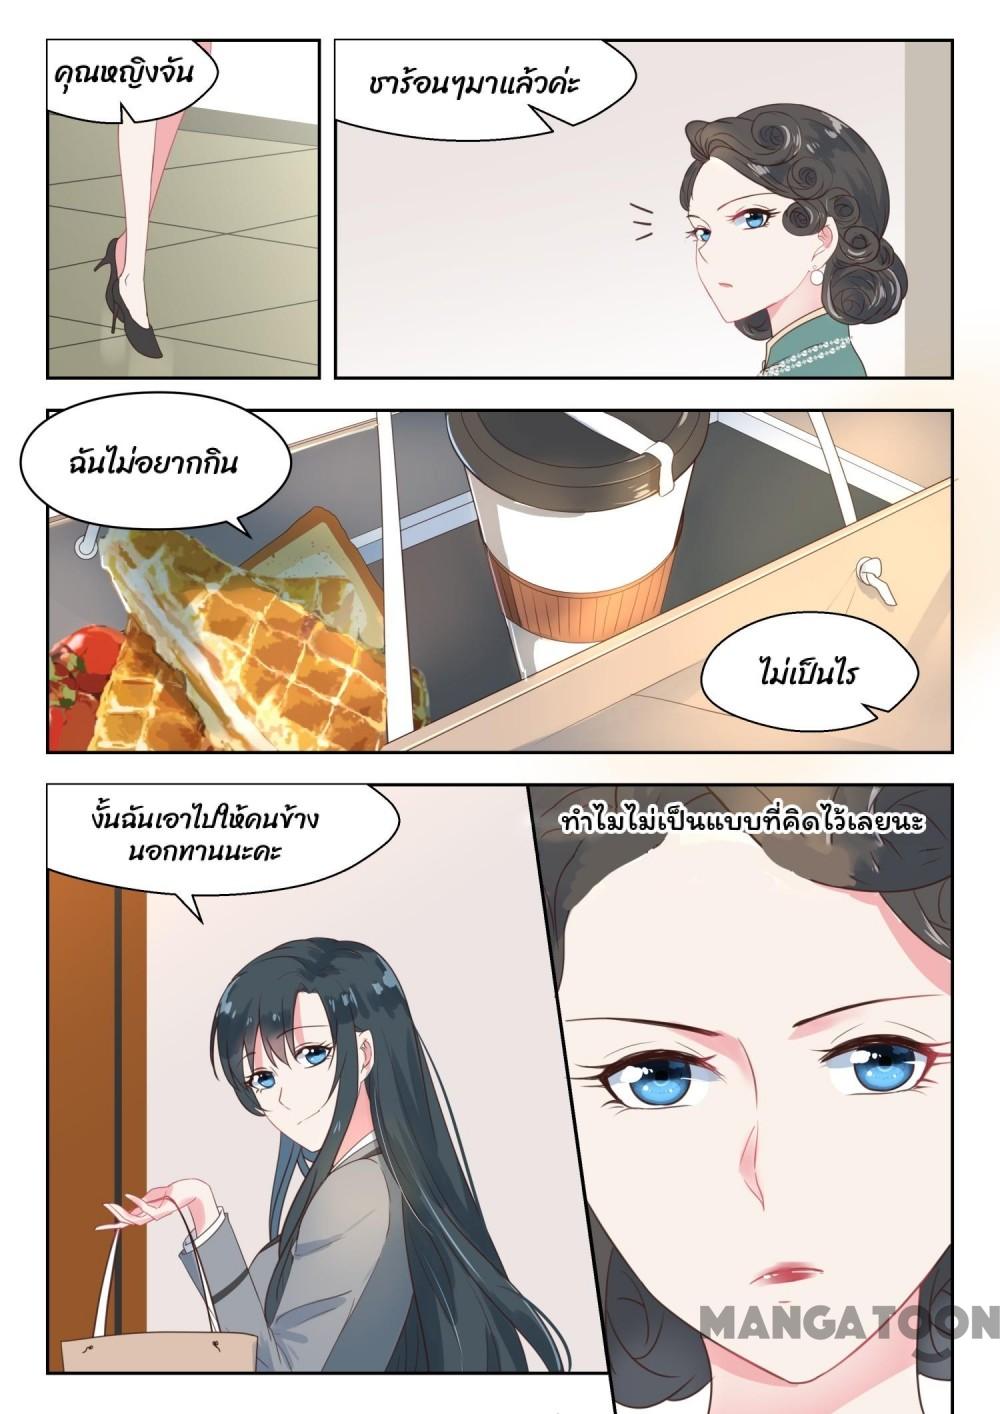 คุณหญิงจัน
ชาร้อนๆมาแล้วค่ะ
ฉันไม่อยากกิน
ไม่เป็นไร
งั้นฉันเอาไปให้คนข้าง
นอกทานนะคะ
ทำไมไม่เป็นแบบที่คิดไว้เลยนะ
MANGATOON